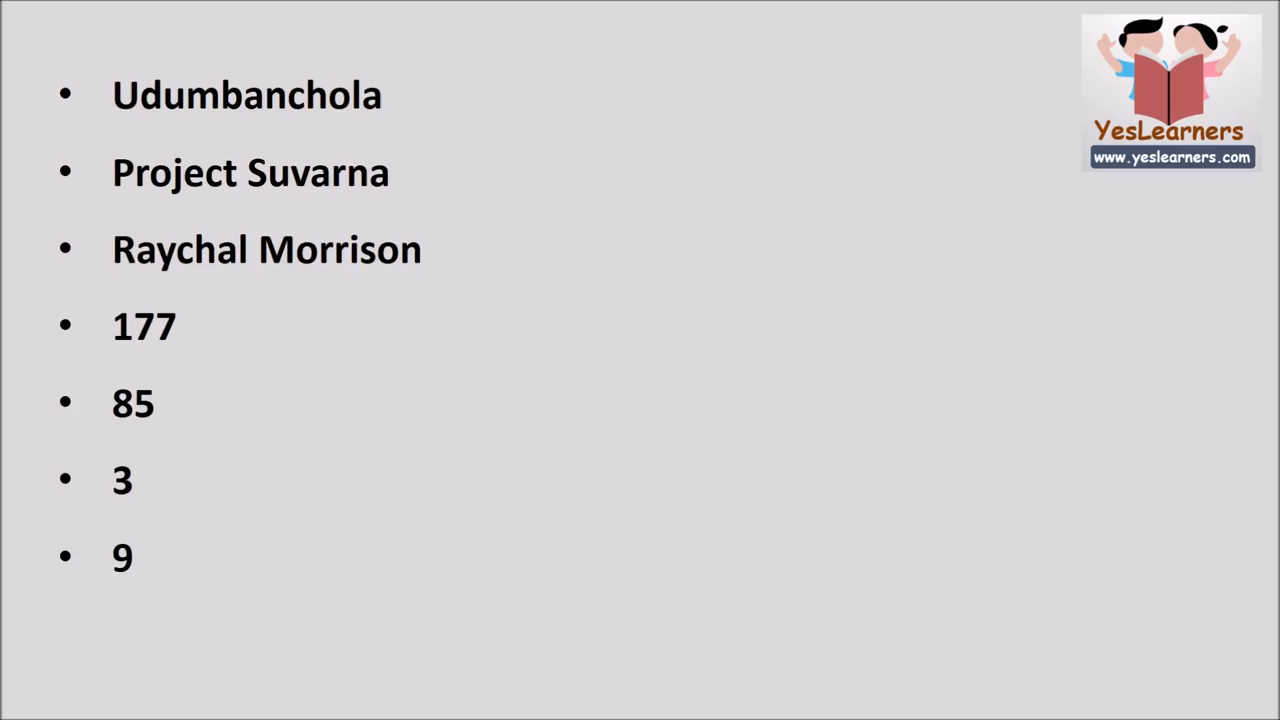 • Udumbanchola
• Project Suvarna
• Raychal Morrison
• 177
• 85
• 3
• 9
YesLearners
www.yeslearners.com